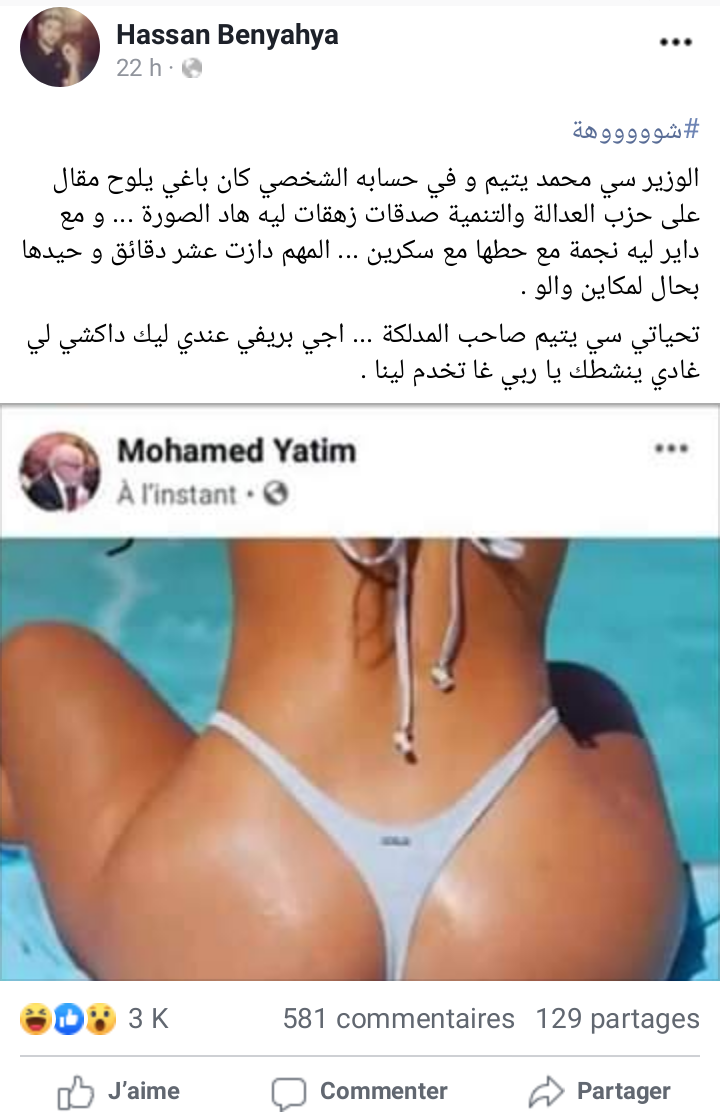 Hassan Benyahya
22 h ·
#شوووووهة
الوزير سي محمد يتيم و في حسابه الشخصي كان باغي يلوح مقال
على حزب العدالة والتنمية صدقات زهقات ليه هاد الصورة ... و مع
داير ليه نجمة مع حطها مع سكرين ... المهم دازت عشر دقائق و حيدها
بحال لمكاين والو .
تحياتي سي يتيم صاحب المدلكة ... اجي بريفي عندي ليك داكشي لي
غادي ينشطك يا ربي غا تخدم لينا .
Mohamed Yatim
À l'instant ·
3 K
581 commentaires
129 partages
J'aime
Commenter
Partager